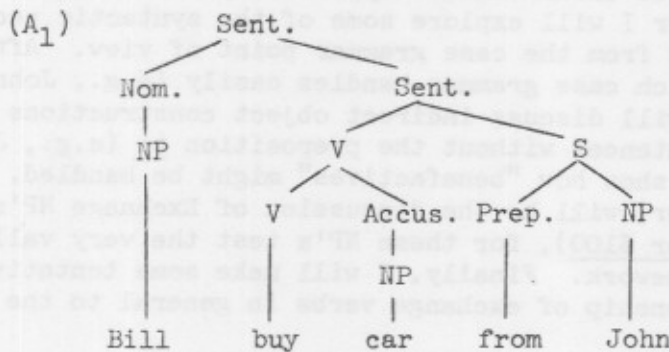 (A1) Sent.
Nom. Sent.
NP V S
V Accus. Prep NP
NP
Bill buy car from John